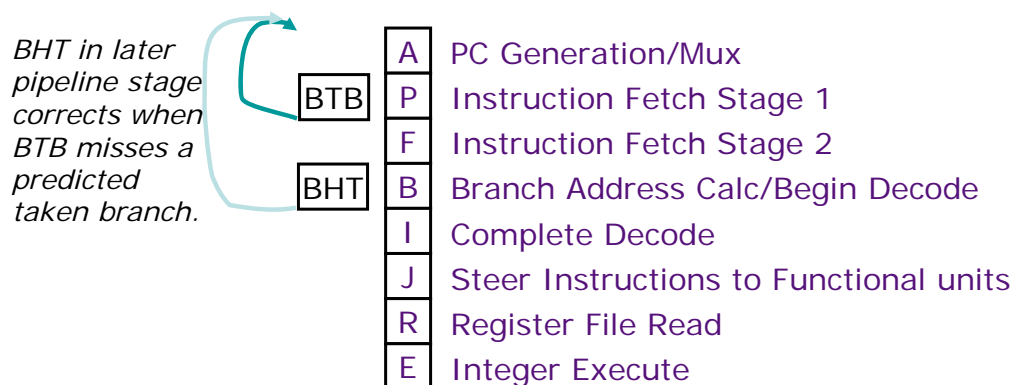 BHT in later
pipeline stage
corrects when
BTB misses a
predicted
taken branch.
A PC Generation/Mux
BTB P Instruction Fetch Stage 1
F Instruction Fetch Stage 2
BHT B Branch Address Calc/Begin Decode
I Complete Decode
J Steer Instructions to Functional units
R Register File Read
E Integer Execute